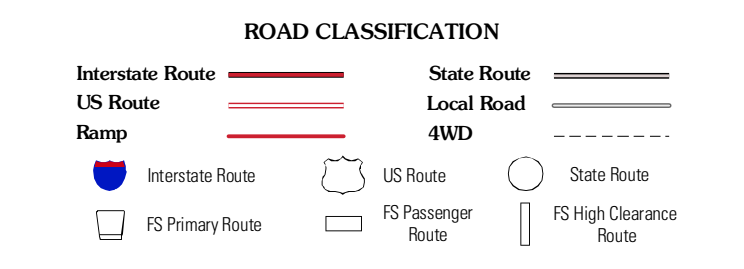 ROAD CLASSIFICATION
Interstate Route
State Route
US Route
Local Road
Ramp
4WD
Interstate Route
US Route
State Route
FS Primary Route
FS Passenger
Route
FS High Clearance
Route